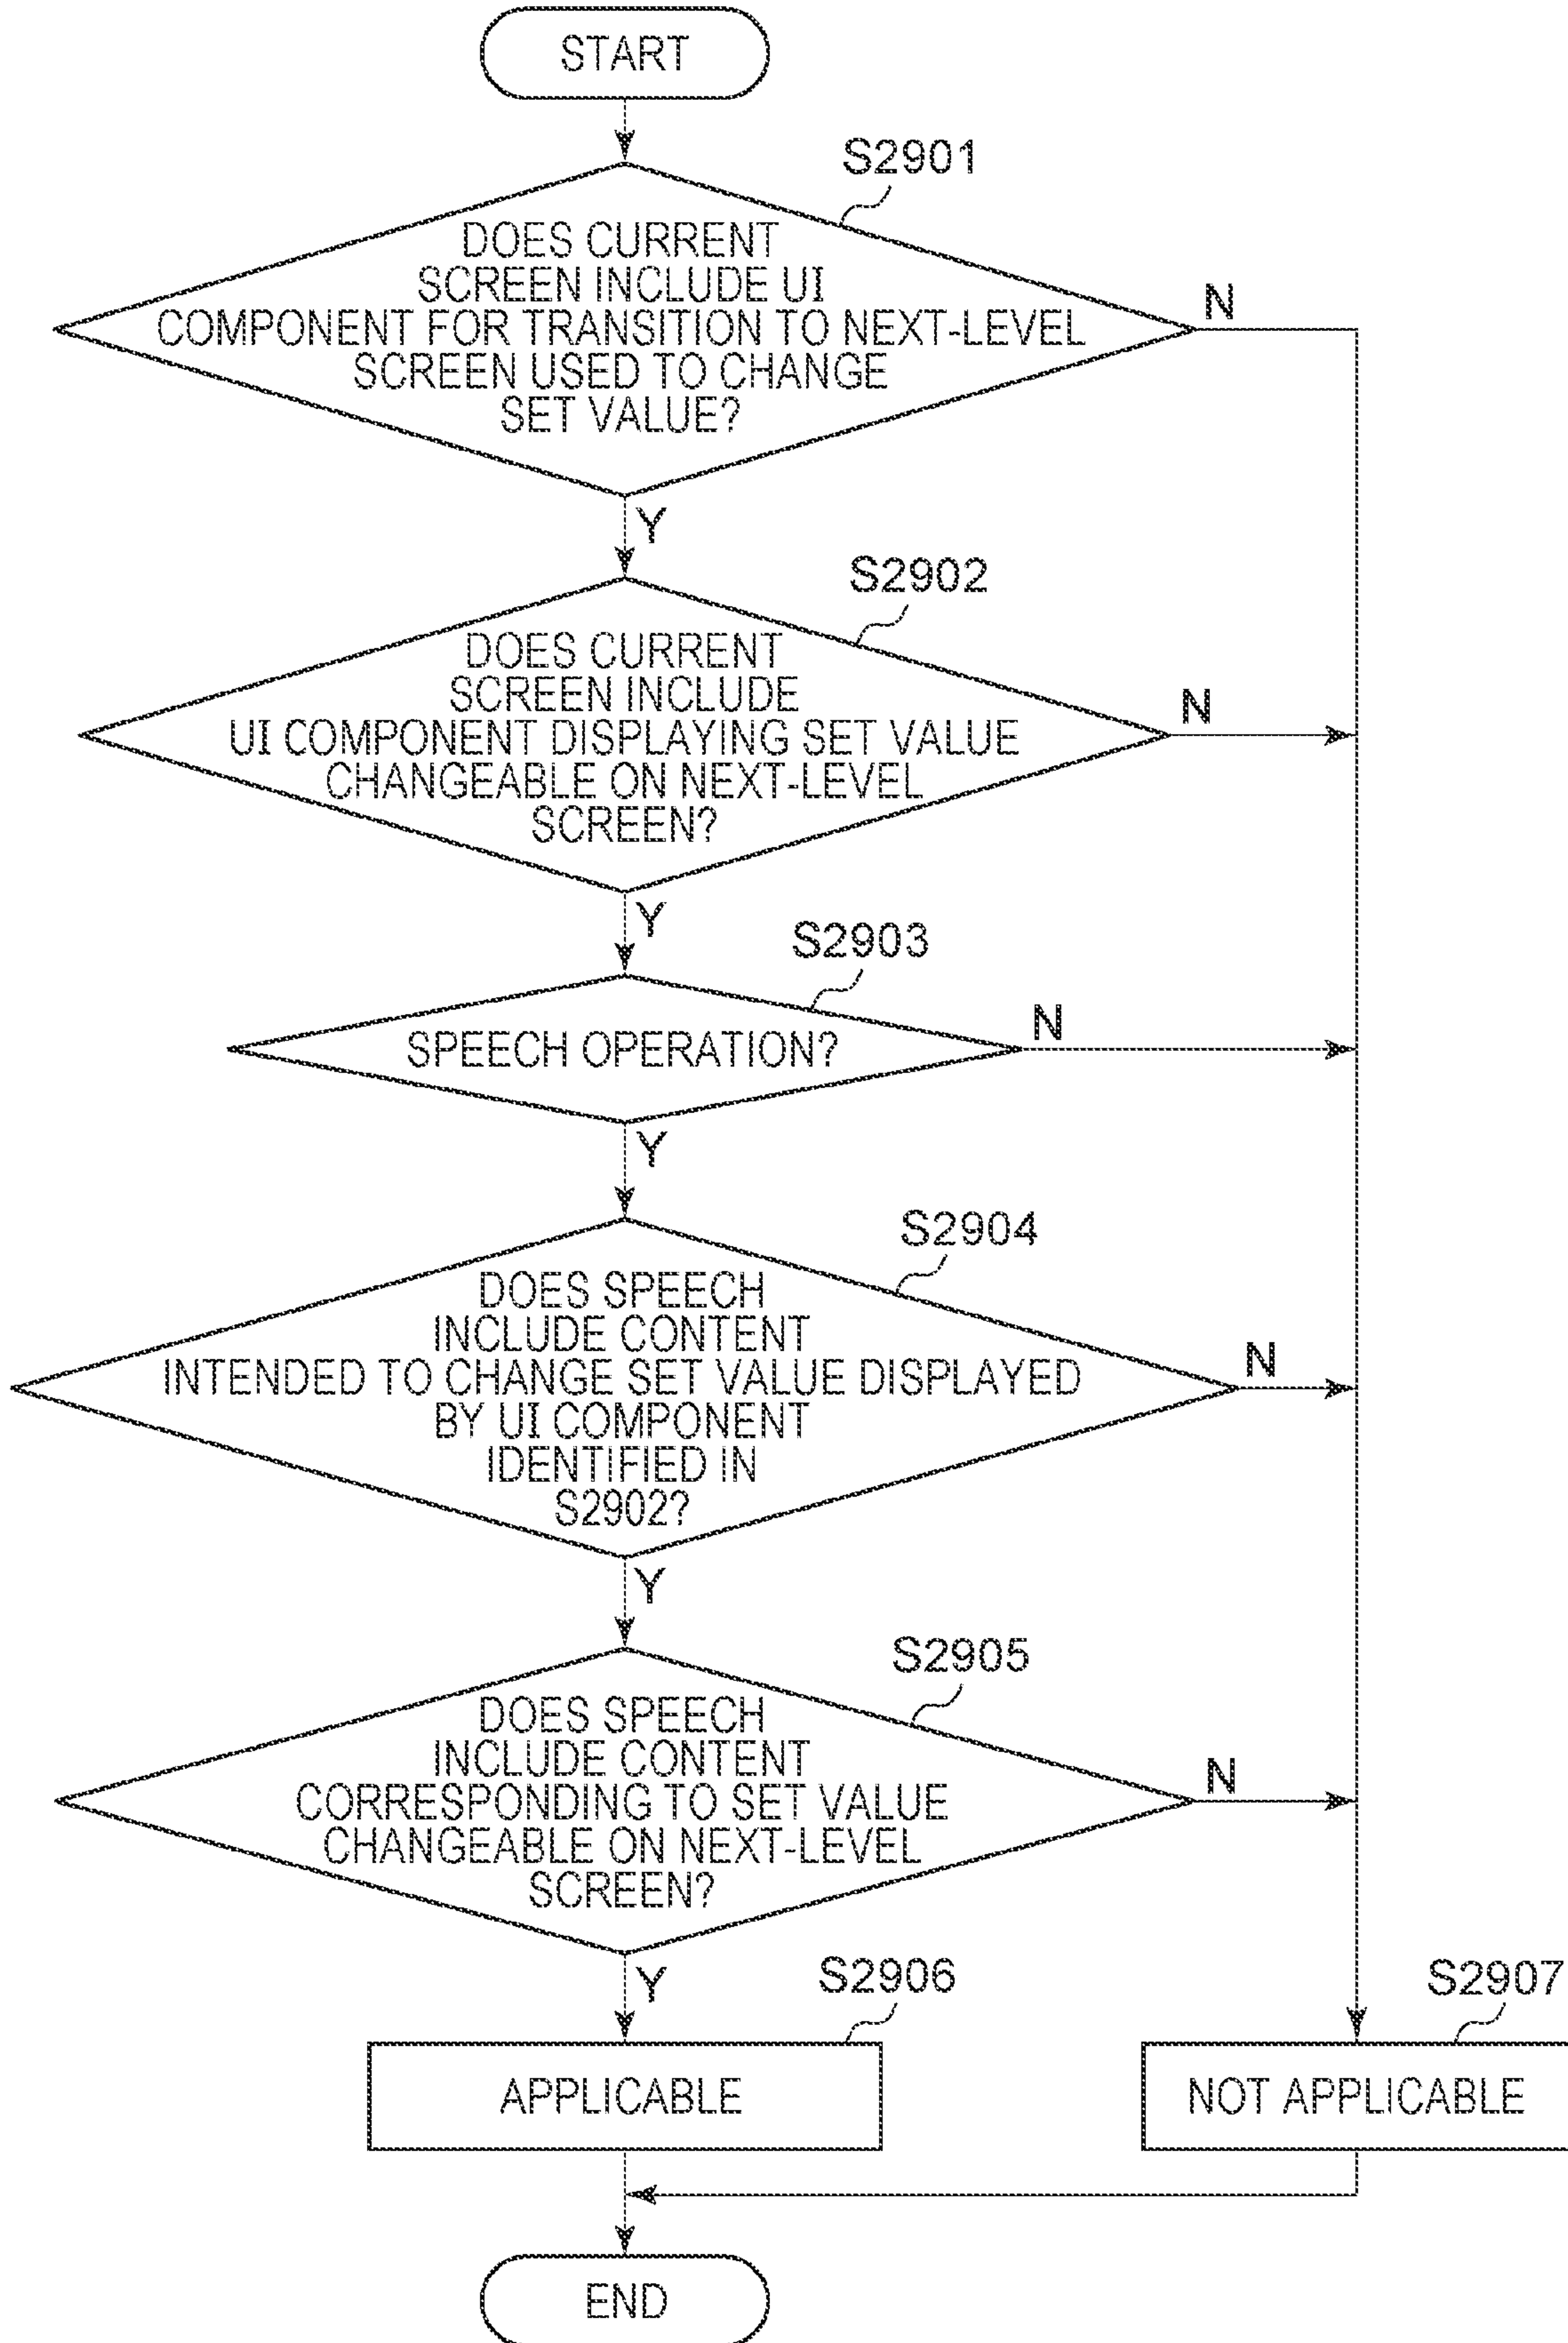 START
S2901
DOES CURRENT
SCREEN INCLUDE UI
COMPONENT FOR TRANSITION TO NEXT-LEVEL
SCREEN USED TO CHANGE
SET VALUE?
N
Y
S2902
DOES CURRENT
SCREEN INCLUDE
UI COMPONENT DISPLAYING SET VALUE
CHANGEABLE ON NEXT-LEVEL
SCREEN?
N
Y
S2903
SPEECH OPERATION?
N
Y
S2904
DOES SPEECH
INCLUDE CONTENT
INTENDED TO CHANGE SET VALUE DISPLAYED
BY UI COMPONENT
IDENTIFIED IN
S2902?
N
Y
S2905
DOES SPEECH
INCLUDE CONTENT
CORRESPONDING TO SET VALUE
CHANGEABLE ON NEXT-LEVEL
SCREEN?
N
Y
S2906
APPLICABLE
S2907
NOT APPLICABLE
END